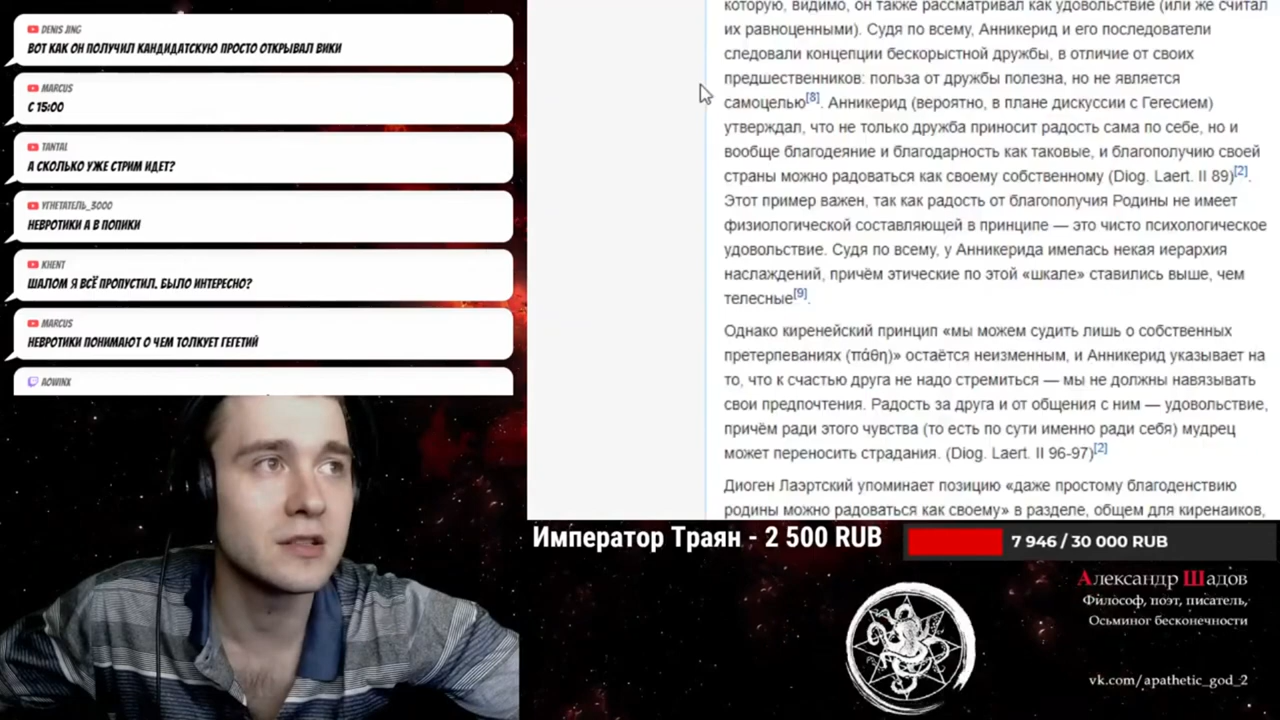 DENIS JING
ВОТ КАК ОН ПОЛУЧИЛ КАНДИДАТСКУЮ ПРОСТО ОТКРЫВАЛ ВИКИ
MARCUS
С 15:00
TANTAL
А СКОЛЬКО УЖЕ СТРИМ ИДЕТ?
УГНЕТАТЕЛЬ_3000
НЕВРОТИКИ А В ПОПИКИ
KHENT
ШАЛОМ Я ВСЁ ПРОПУСТИЛ. БЫЛО ИНТЕРЕСНО?
MARCUS
НЕВРОТИКИ ПОНИМАЮТ О ЧЕМ ТОЛКУЕТ ГЕГЕТИЙ
AOWINX
которую, видимо, он также рассматривал как удовольствие (или же считал
их равноценными). Судя по всему, Анникерид и его последователи
следовали концепции бескорыстной дружбы, в отличие от своих
предшественников: польза от дружбы полезна, но не является
самоцелью[8]. Анникерид (вероятно, в плане дискуссии с Гегесием)
утверждал, что не только дружба приносит радость сама по себе, но и
вообще благодеяние и благодарность как таковые, и благополучию своей
страны можно радоваться как своему собственному (Diog. Laert. II 89)[2].
Этот пример важен, так как радость от благополучия Родины не имеет
физиологической составляющей в принципе — это чисто психологическое
удовольствие. Судя по всему, у Анникерида имелась некая иерархия
наслаждений, причём этические по этой «шкале» ставились выше, чем
телесные[9].
Однако киренейский принцип «мы можем судить лишь о собственных
претерпеваниях (πάθη)» остаётся неизменным, и Анникерид указывает на
то, что к счастью друга не надо стремиться — мы не должны навязывать
свои предпочтения. Радость за друга и от общения с ним — удовольствие,
причём ради этого чувства (то есть по сути именно ради себя) мудрец
может переносить страдания. (Diog. Laert. II 96-97)[2]
Диоген Лаэртский упоминает позицию «даже простому благоденствию
родины можно радоваться как своему» в разделе, общем для киренаиков,
Император Траян - 2 500 RUB
7 946 / 30 000 RUB
Александр Шадов
Философ, поэт, писатель,
Осьминог бесконечности
vk.com/apathetic_god_2